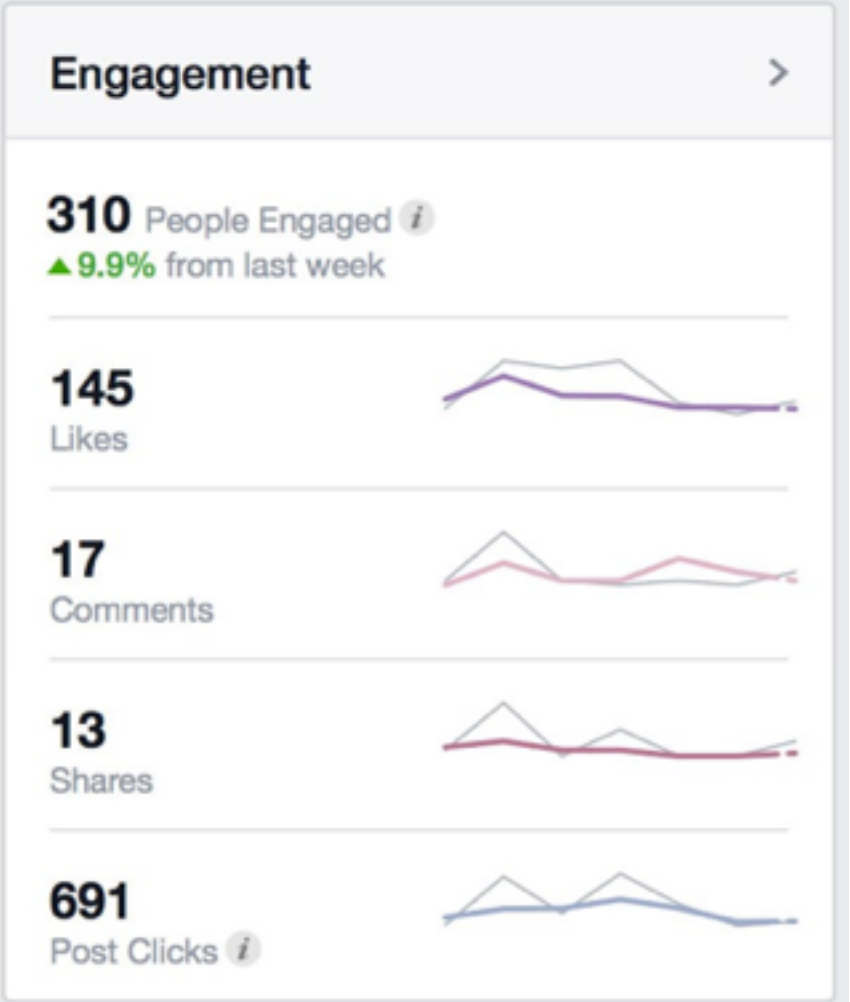 Engagement
310 People Engaged i
▲9.9% from last week
145
Likes
17
Comments
13
Shares
691
Post Clicks i